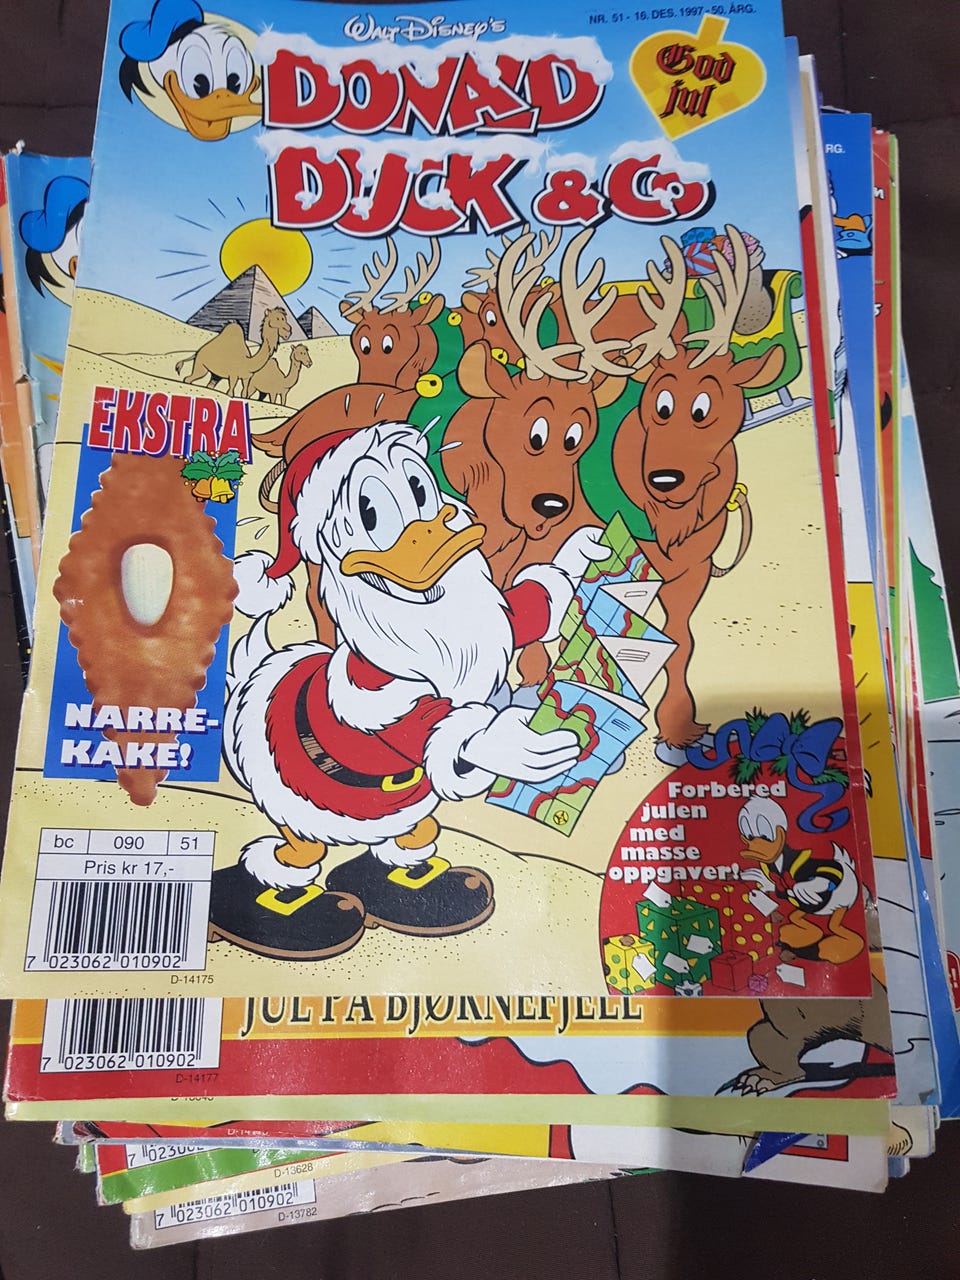 NR. 51 - 16. DES. 1997 - 50. ÅRG.
WALT DISNEY'S
DONALD
DUCK & Co
God
jul
RG.
EKSTRA
NARRE-
KAKE!
Forbered
julen
med
masse
oppgaver!
bc 090 51
Pris kr 17,-
7 023062 010902
D-14175
JUL PÅ BJØRNEFJELL
7 023062 010902
D-14177
D-13628
7 023062 010902
D-13782